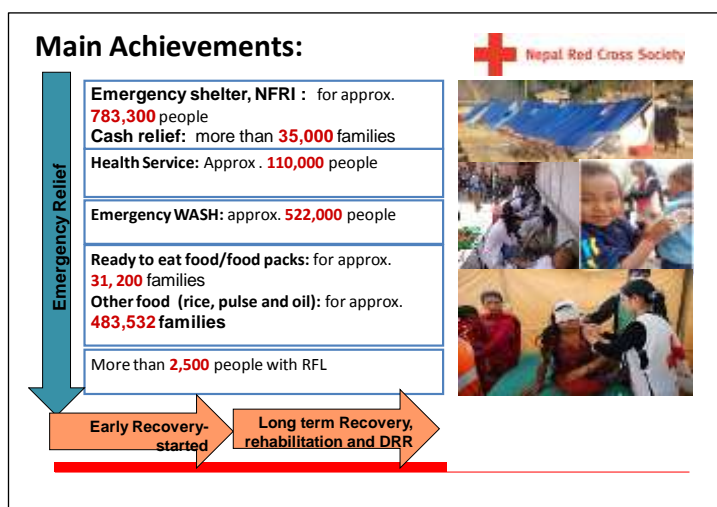 Main Achievements:
Nepal Red Cross Society
Emergency Relief
Emergency shelter, NFRI : for approx.
783,300 people
Cash relief: more than 35,000 families
Health Service: Approx . 110,000 people
Emergency WASH: approx. 522,000 people
Ready to eat food/food packs: for approx.
31, 200 families
Other food (rice, pulse and oil): for approx.
483,532 families
More than 2,500 people with RFL
Early Recovery-
started
Long term Recovery,
rehabilitation and DRR